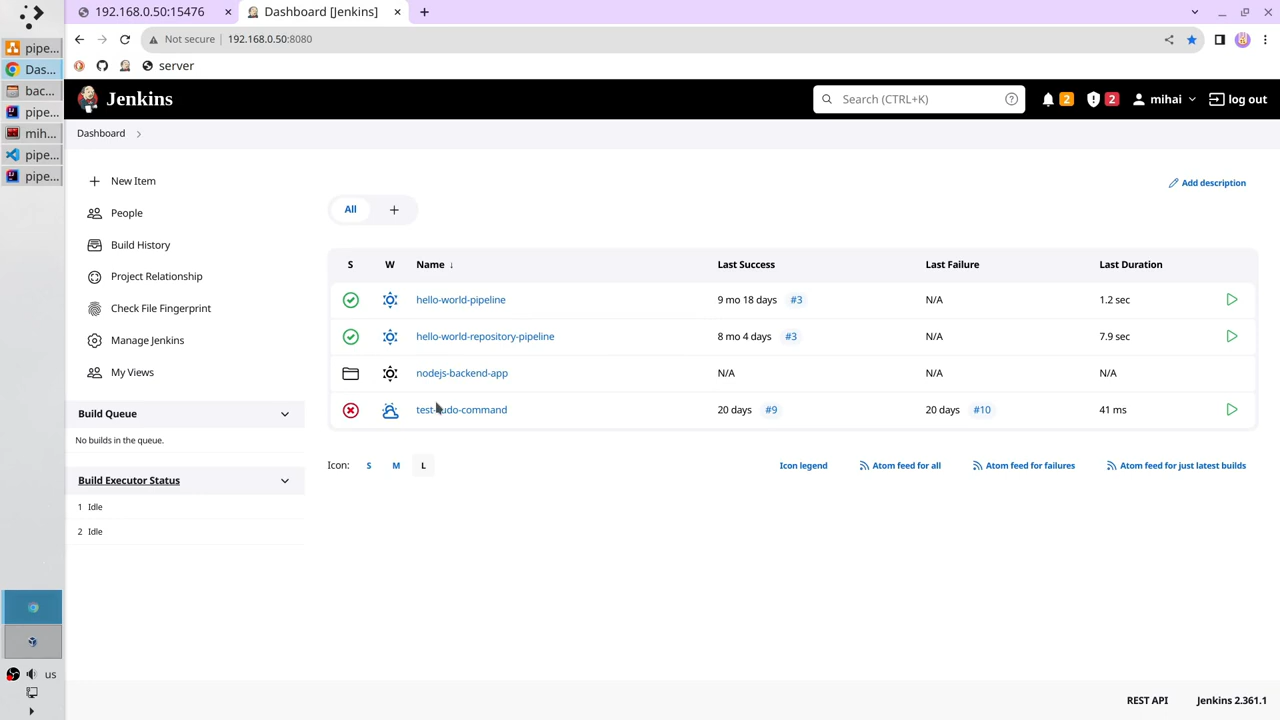 192.168.0.50:15476
Dashboard [Jenkins]
Not secure
192.168.0.50:8080
server
pipe...
Das...
bac...
pipe...
mih...
pipe...
pipe...
us
Jenkins
Search (CTRL+K)
2
2
mihai
log out
Dashboard
New Item
People
Build History
Project Relationship
Check File Fingerprint
Manage Jenkins
My Views
Build Queue
No builds in the queue.
Build Executor Status
1 Idle
2 Idle
Add description
All
S W Name ↓ Last Success Last Failure Last Duration
hello-world-pipeline 9 mo 18 days #3 N/A 1.2 sec
hello-world-repository-pipeline 8 mo 4 days #3 N/A 7.9 sec
nodejs-backend-app N/A N/A N/A
test-sudo-command 20 days #9 20 days #10 41 ms
Icon: S M L
Icon legend
Atom feed for all
Atom feed for failures
Atom feed for just latest builds
REST API
Jenkins 2.361.1